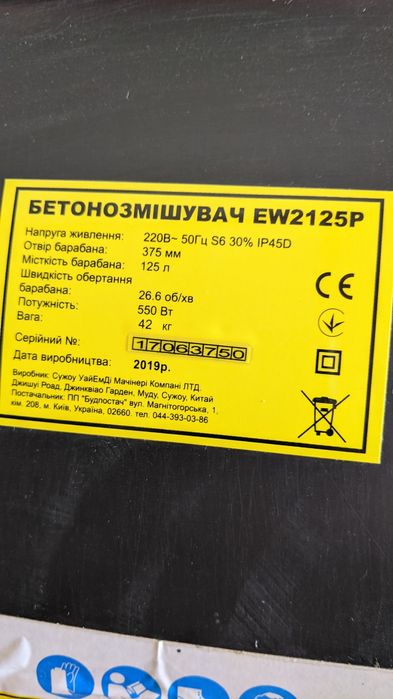 БЕТОНОЗМІШУВАЧ EW2125P
Напруга живлення: 220В~ 50Гц S6 30% IP45D
Отвір барабана: 375 мм
Місткість барабана: 125 л
Швидкість обертання
барабана: 26.6 об/хв
Потужність: 550 Вт
Вага: 42 кг
Серійний №: 17063750
Дата виробництва: 2019р.
Виробник: Сужоу УайЕмДі Мачінері Компані ЛТД.
Джишуі Роад, Джинквіао Гарден, Муду, Сужоу, Китай
Постачальник: ПП "Будпостач" вул. Магнітогорська, 1,
кім. 208, м. Київ, Україна, 02660. тел. 044-393-03-86
CE